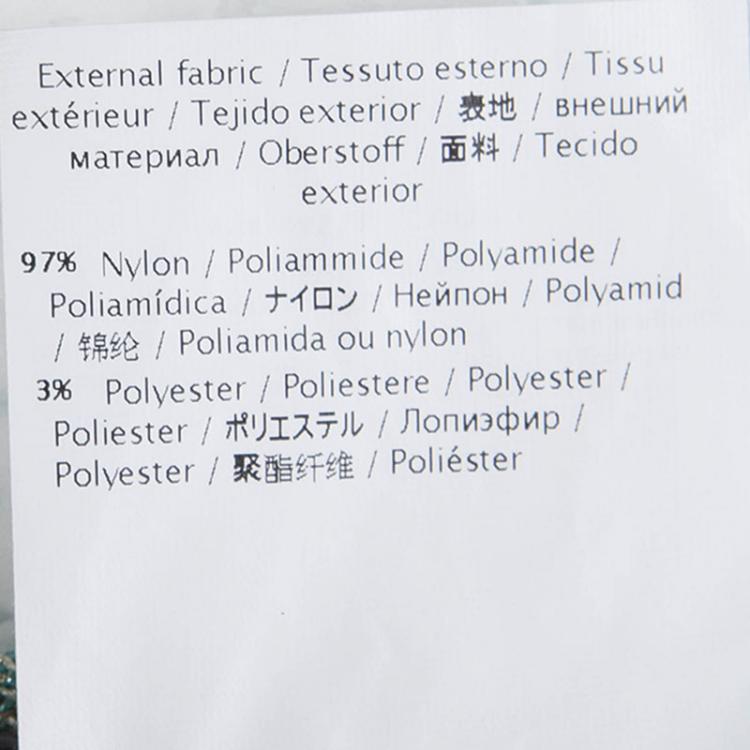 External fabric / Tessuto esterno / Tissu
extérieur / Tejido exterior / 表地 / внешний
материал / Oberstoff / 面料 / Tecido
exterior
97% Nylon / Poliammide / Polyamide /
Poliamídica / ナイロン / Нейпон / Polyamid
/ 锦纶 / Poliamida ou nylon
3% Polyester / Poliestere / Polyester /
Poliester / ポリエステル / Лопиэфир /
Polyester / 聚酯纤维 / Poliéster